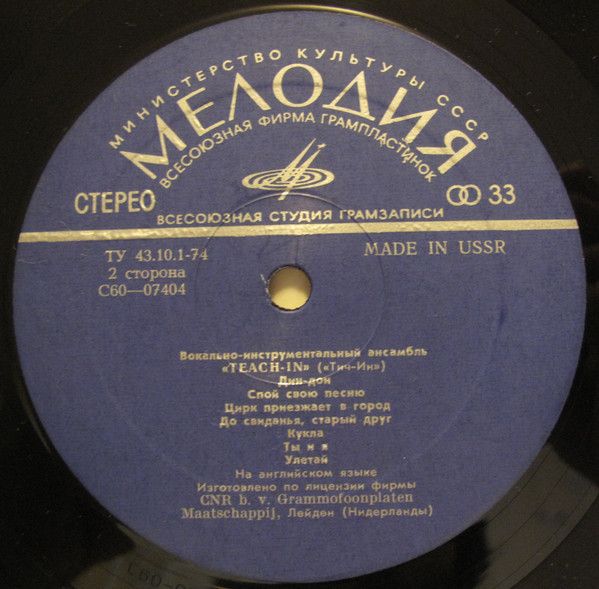 МИНИСТЕРСТВО КУЛЬТУРЫ СССР
МЕЛОДИЯ
ВСЕСОЮЗНАЯ ФИРМА ГРАМПЛАСТИНОК
СТЕРЕО
33
ВСЕСОЮЗНАЯ СТУДИЯ ГРАМЗАПИСИ
ТУ 43.10.1-74
MADE IN USSR
2 сторона
С60—07404
Вокально-инструментальный ансамбль
«TEACH-IN» («Тич-Ин»)
Дин-дон
Спой свою песню
Цирк приезжает в город
До свиданья, старый друг
Кукла
Ты и я
Улетай
На английском языке
Изготовлено по лицензии фирмы
CNR b. v. Grammofoonplaten
Maatschappij, Лейден (Нидерланды)